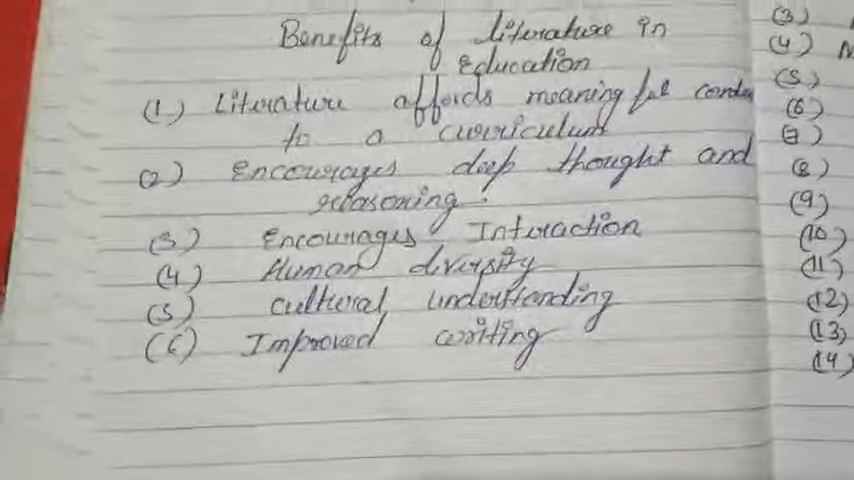 Benefits of literature in
Education
(1) Literature affords meaningful
to a curriculum
(2) Encourages deep thought and
reasoning.
(3) Encourages Interaction
(4) Human diversity
(5) cultural understanding
(6) Improved writing
(3)
(4)
(5)
(6)
(7)
(8)
(9)
(10)
(11)
(12)
(13)
(14)